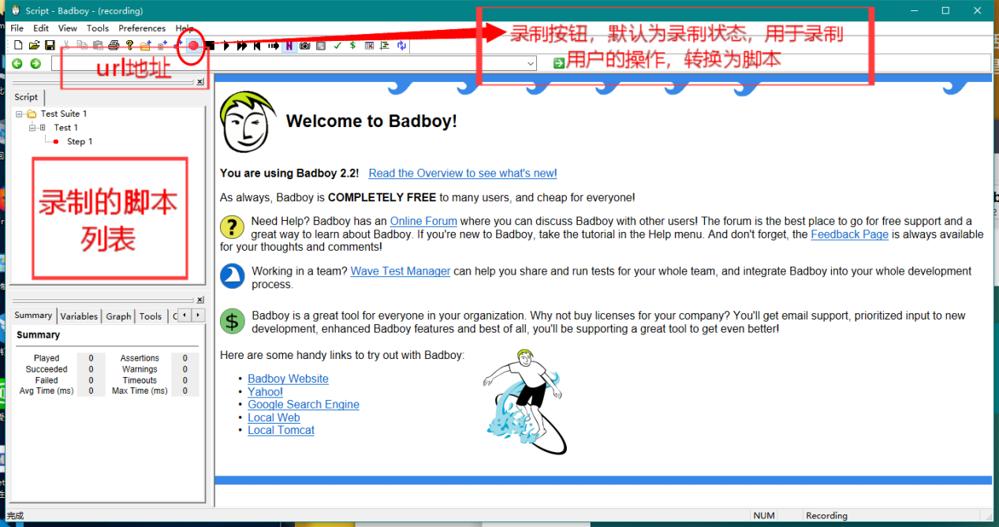 Script - Badboy - (recording)
File Edit View Tools Preferences Help
录制按钮，默认为录制状态，用于录制
用户的操作，转换为脚本
url地址
Script
Test Suite 1
Test 1
Step 1
录制的脚本
列表
Summary Variables Graph Tools
Summary
Played 0 Assertions 0
Succeeded 0 Warnings 0
Failed 0 Timeouts 0
Avg Time (ms) 0 Max Time (ms) 0
Welcome to Badboy!
You are using Badboy 2.2! Read the Overview to see what's new!
As always, Badboy is COMPLETELY FREE to many users, and cheap for everyone!
Need Help? Badboy has an Online Forum where you can discuss Badboy with other users! The forum is the best place to go for free support and a
great way to learn about Badboy. If you're new to Badboy, take the tutorial in the Help menu. And don't forget, the Feedback Page is always available
for your thoughts and comments!
Working in a team? Wave Test Manager can help you share and run tests for your whole team, and integrate Badboy into your whole development
process.
Badboy is a great tool for everyone in your organization. Why not buy licenses for your company? You'll get email support, prioritized input to new
development, enhanced Badboy features and best of all, you'll be supporting a great tool to get even better!
Here are some handy links to try out with Badboy:
• Badboy Website
• Yahoo!
• Google Search Engine
• Local Web
• Local Tomcat
完成
NUM
Recording